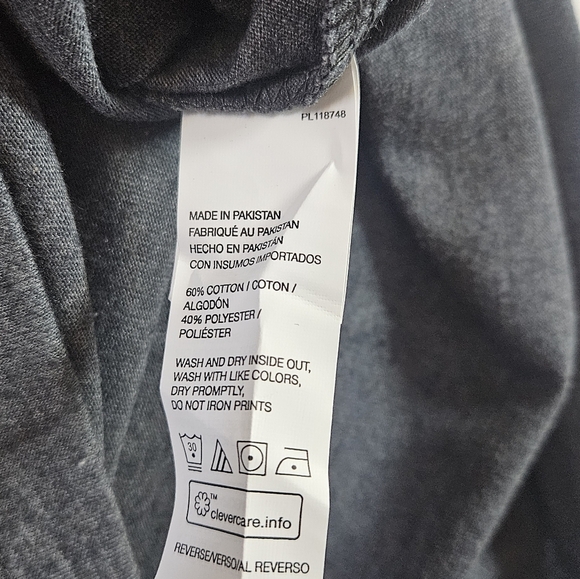 PL118748
MADE IN PAKISTAN
FABRIQUÉ AU PAKISTAN
HECHO EN PAKISTÁN
CON INSUMOS IMPORTADOS
60% COTTON / COTON /
ALGODÓN
40% POLYESTER /
POLIÉSTER
WASH AND DRY INSIDE OUT,
WASH WITH LIKE COLORS,
DRY PROMPTLY,
DO NOT IRON PRINTS
30
TM
clevercare.info
REVERSE/VERSO/AL REVERSO